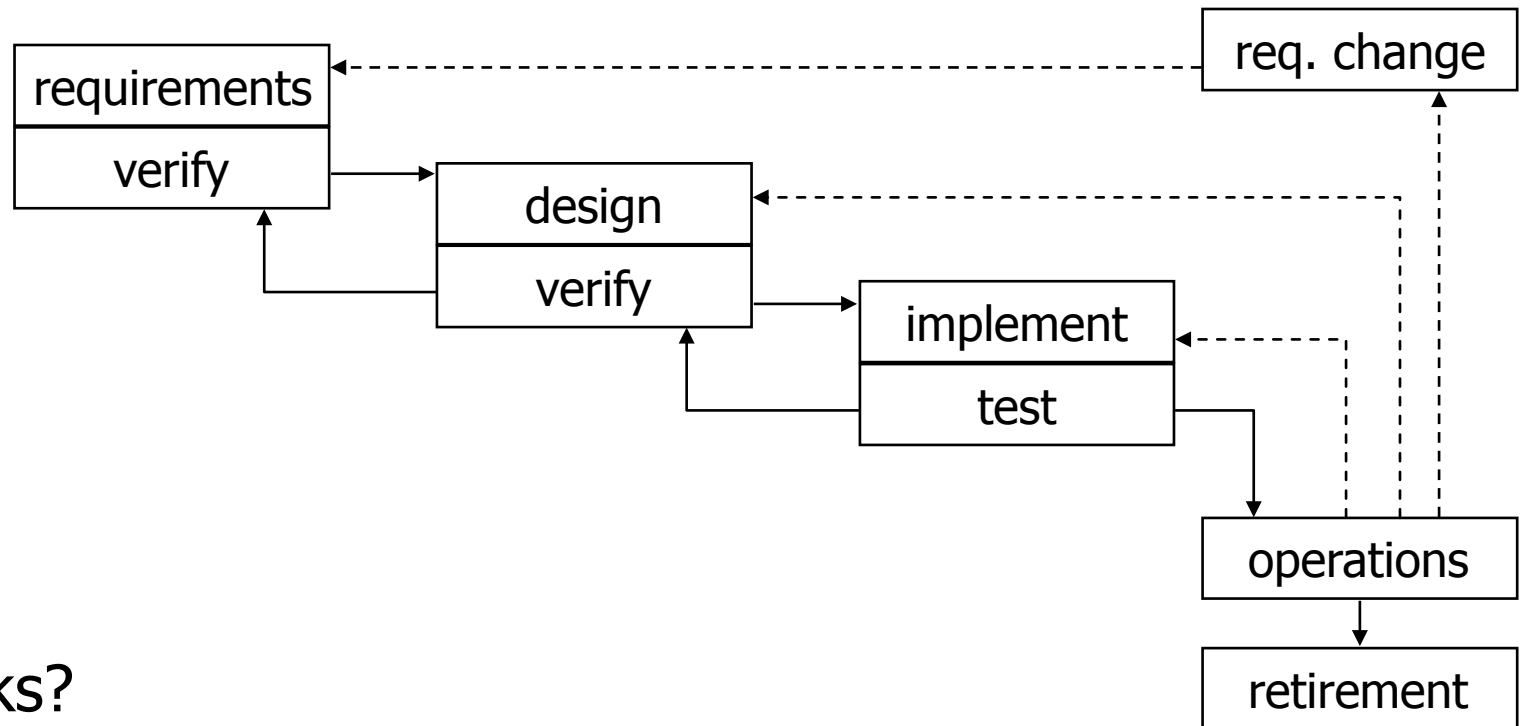 req. change
requirements
verify
design
verify
implement
test
operations
retirement